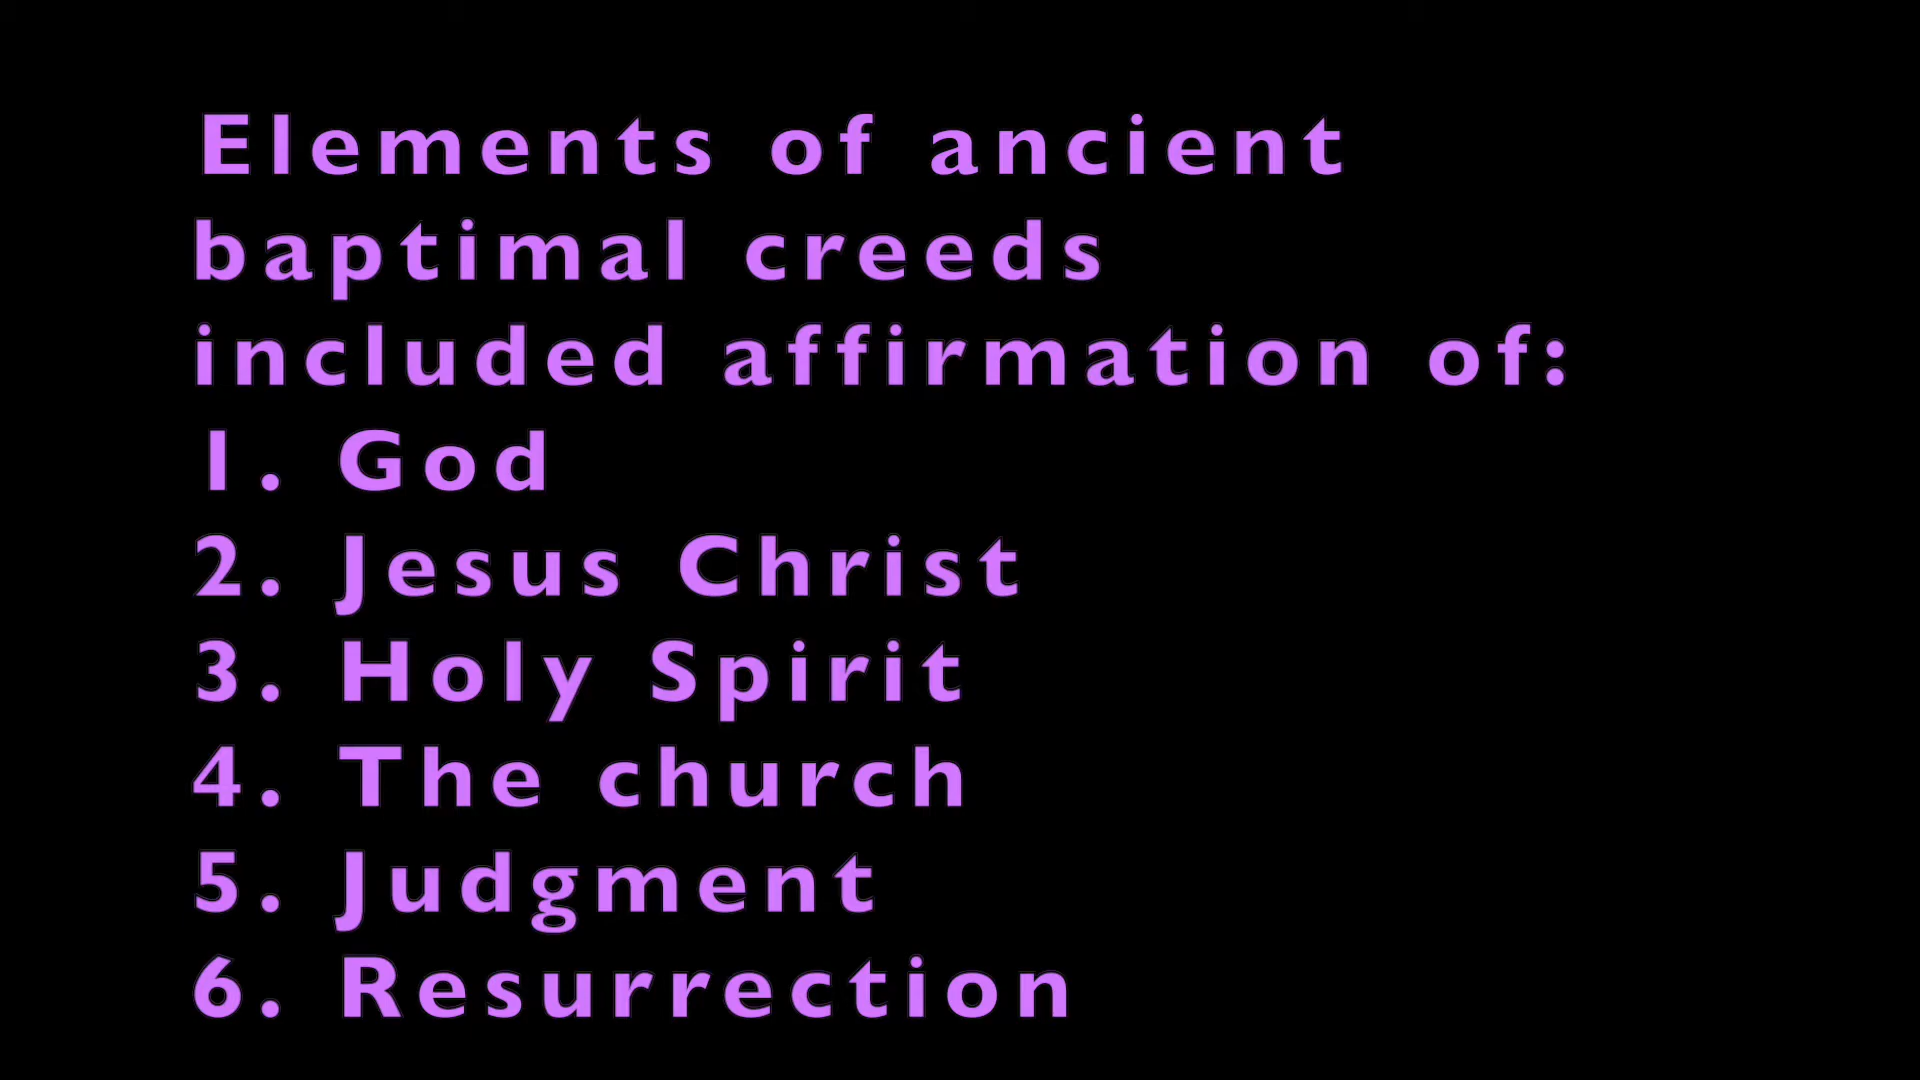 Elements of ancient
baptimal creeds
included affirmation of:
1. God
2. Jesus Christ
3. Holy Spirit
4. The church
5. Judgment
6. Resurrection